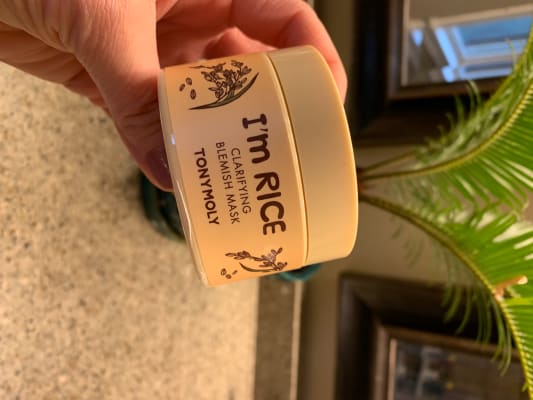 I'm RICE
CLARIFYING
BLEMISH MASK
TONYMOLY